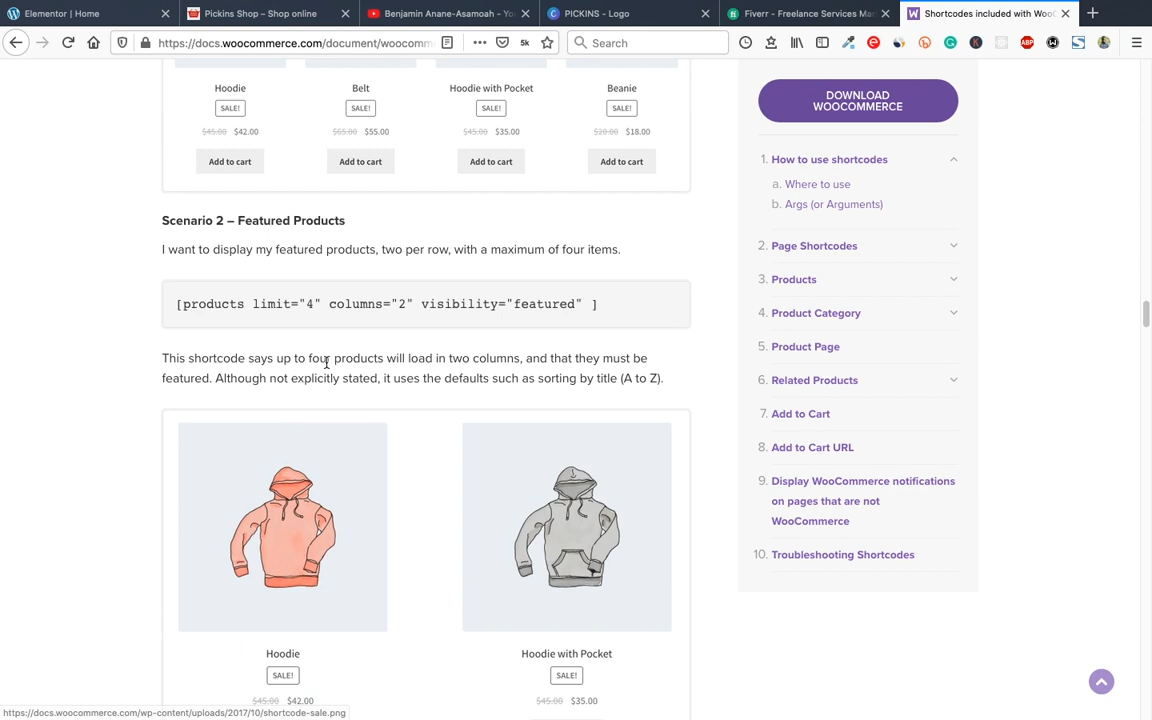 Elementor | Home
Pickins Shop – Shop online
Benjamin Anane-Asamoah - Yo
PICKINS - Logo
Fiverr - Freelance Services Ma
Shortcodes included with Woo
https://docs.woocommerce.com/document/woocomm
5k
Search
ABP
Hoodie
Belt
Hoodie with Pocket
Beanie
SALE!
SALE!
SALE!
SALE!
$45.00 $42.00
$65.00 $55.00
$45.00 $35.00
$20.00 $18.00
Add to cart
Add to cart
Add to cart
Add to cart
Scenario 2 – Featured Products
I want to display my featured products, two per row, with a maximum of four items.
[products limit="4" columns="2" visibility="featured" ]
This shortcode says up to four products will load in two columns, and that they must be
featured. Although not explicitly stated, it uses the defaults such as sorting by title (A to Z).
Hoodie
SALE!
$45.00 $42.00
Hoodie with Pocket
SALE!
$45.00 $35.00
DOWNLOAD
WOOCOMMERCE
1. How to use shortcodes
a. Where to use
b. Args (or Arguments)
2. Page Shortcodes
3. Products
4. Product Category
5. Product Page
6. Related Products
7. Add to Cart
8. Add to Cart URL
9. Display WooCommerce notifications
on pages that are not
WooCommerce
10. Troubleshooting Shortcodes
https://docs.woocommerce.com/wp-content/uploads/2017/10/shortcode-sale.png